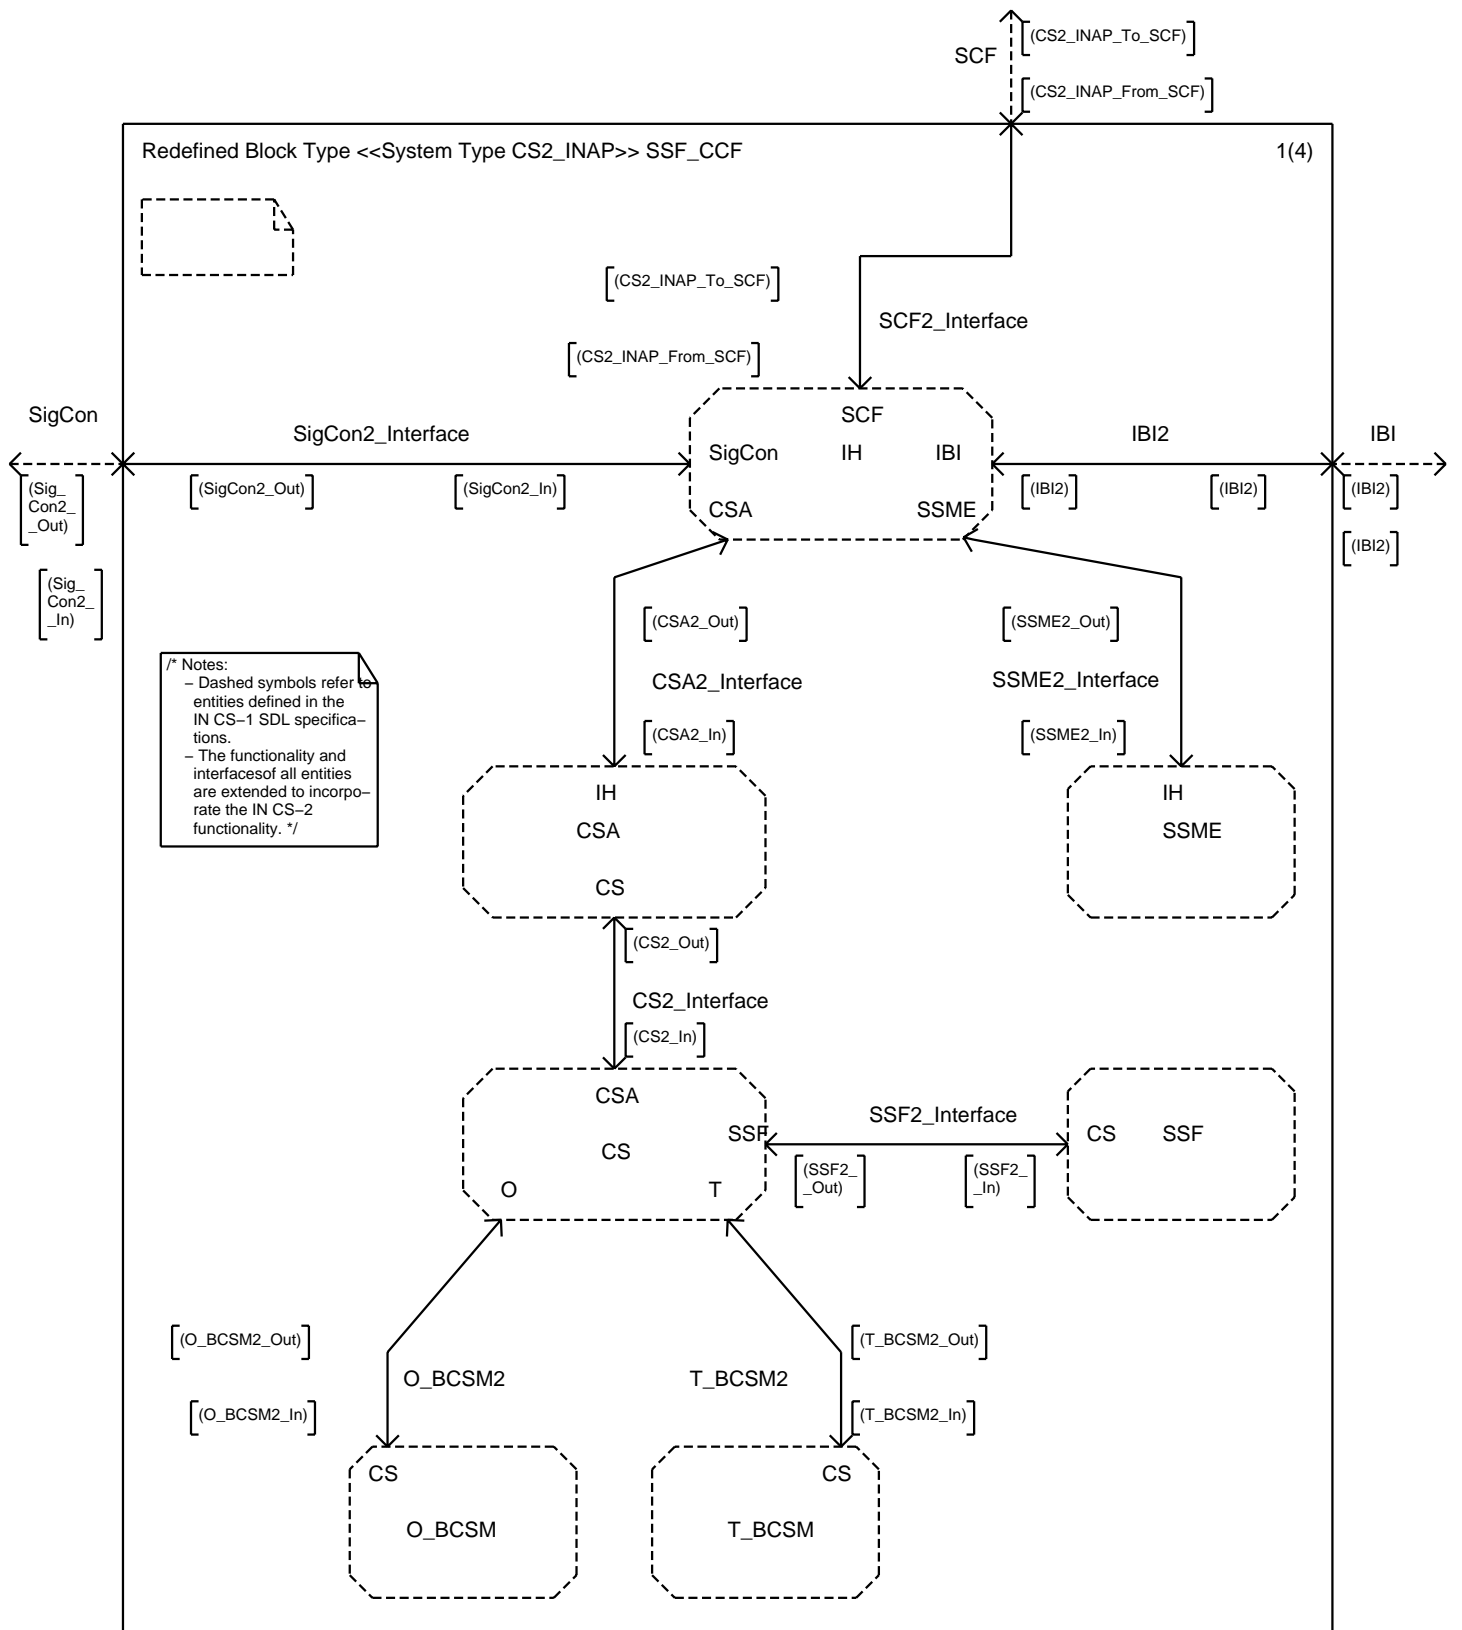 (CS2_INAP_To_SCF)
SCF
(CS2_INAP_From_SCF)
Redefined Block Type <<System Type CS2_INAP>> SSF_CCF
1(4)
(CS2_INAP_To_SCF)
SCF2_Interface
(CS2_INAP_From_SCF)
SigCon
SigCon2_Interface
SCF
IBI2
IBI
SigCon
IH
IBI
(Sig_
Con2_
_Out)
(SigCon2_Out)
(SigCon2_In)
(IBI2)
(IBI2)
(IBI2)
CSA
SSME
(IBI2)
(Sig_
Con2_
_In)
(CSA2_Out)
(SSME2_Out)
/* Notes:
– Dashed symbols refer to
entities defined in the
IN CS–1 SDL specifica–
tions.
– The functionality and
interfacesof all entities
are extended to incorpo–
rate the IN CS–2
functionality. */
CSA2_Interface
SSME2_Interface
(CSA2_In)
(SSME2_In)
IH
CSA
CS
IH
SSME
(CS2_Out)
CS2_Interface
(CS2_In)
CSA
SSF
CS
O
T
SSF2_Interface
(SSF2_
_Out)
(SSF2_
_In)
CS
SSF
(O_BCSM2_Out)
(T_BCSM2_Out)
O_BCSM2
T_BCSM2
(O_BCSM2_In)
(T_BCSM2_In)
CS
O_BCSM
CS
T_BCSM